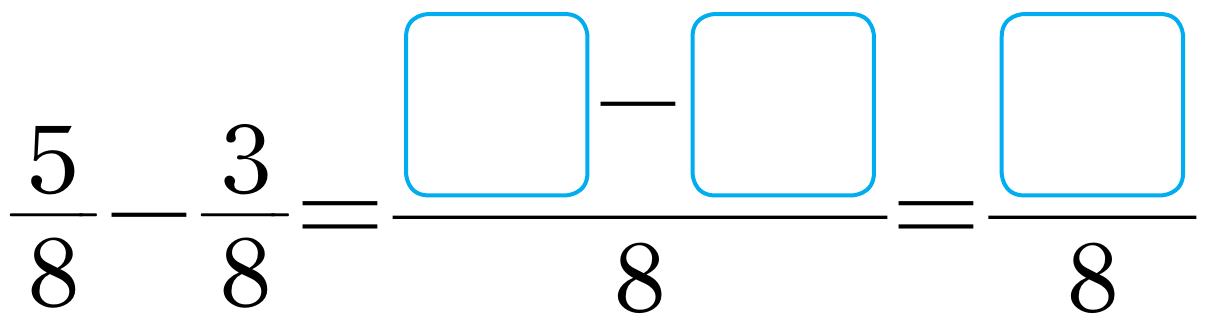 5/8 − 3/8 = □ − □/8 = □/8